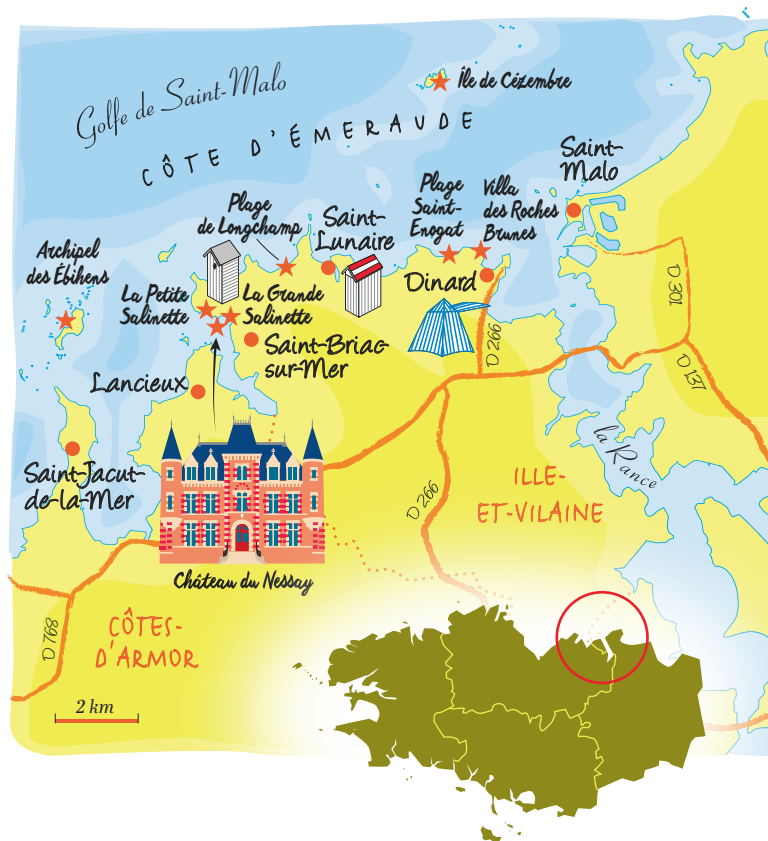 Golfe de Saint-Malo
CÔTE D'ÉMERAUDE
Île de Cézembre
Saint-
Malo
Plage
Saint-
Énogat
Villa
des Roches
Brunes
Plage
de Longchamp
Saint-
Lunaire
Archipel
des Ébihens
La Petite
Salinette
La Grande
Salinette
Dinard
D 301
Saint-Briac-
sur-Mer
D 266
D 137
Lancieux
la Rance
Saint-Jacut-
de-la-Mer
D 266
ILLE-
ET-VILAINE
Château du Nessay
D 768
CÔTES-
D'ARMOR
2 km